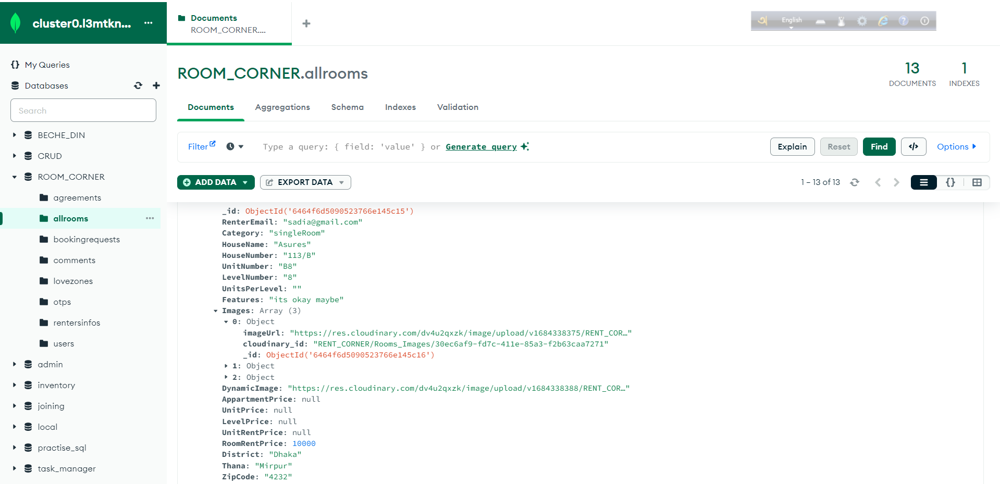 cluster0.l3mtkn...
Documents
ROOM_CORNER....
English
My Queries
Databases
Search
BECHE_DIN
CRUD
ROOM_CORNER
agreements
allrooms
bookingrequests
comments
lovezones
otps
rentersinfos
users
admin
inventory
joining
local
practise_sql
task_manager
ROOM_CORNER.allrooms
13
DOCUMENTS
1
INDEXES
Documents Aggregations Schema Indexes Validation
Filter Type a query: { field: 'value' } or Generate query Explain Reset Find </> Options
ADD DATA EXPORT DATA 1 – 13 of 13 {}
_id: ObjectId('6464f6d5090523766e145c15')
RenterEmail: "sadia@gmail.com"
Category: "singleRoom"
HouseName: "Asures"
HouseNumber: "113/B"
UnitNumber: "B8"
LevelNumber: "8"
UnitsPerLevel: ""
Features: "its okay maybe"
Images: Array (3)
0: Object
imageUrl: "https://res.cloudinary.com/dv4u2qxzk/image/upload/v1684338375/RENT_COR…"
cloudinary_id: "RENT_CORNER/Rooms_Images/30ec6af9-fd7c-411e-85a3-f2b63caa7271"
_id: ObjectId('6464f6d5090523766e145c16')
1: Object
2: Object
DynamicImage: "https://res.cloudinary.com/dv4u2qxzk/image/upload/v1684338388/RENT_COR…"
AppartmentPrice: null
UnitPrice: null
LevelPrice: null
UnitRentPrice: null
RoomRentPrice: 10000
District: "Dhaka"
Thana: "Mirpur"
ZipCode: "4232"